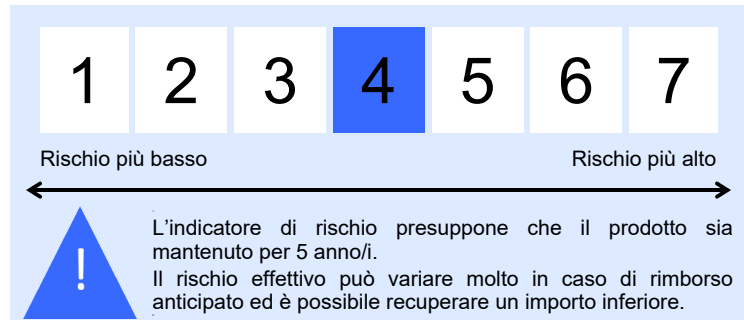 1 2 3 4 5 6 7
Rischio più basso Rischio più alto
!
L'indicatore di rischio presuppone che il prodotto sia
mantenuto per 5 anno/i.
Il rischio effettivo può variare molto in caso di rimborso
anticipato ed è possibile recuperare un importo inferiore.